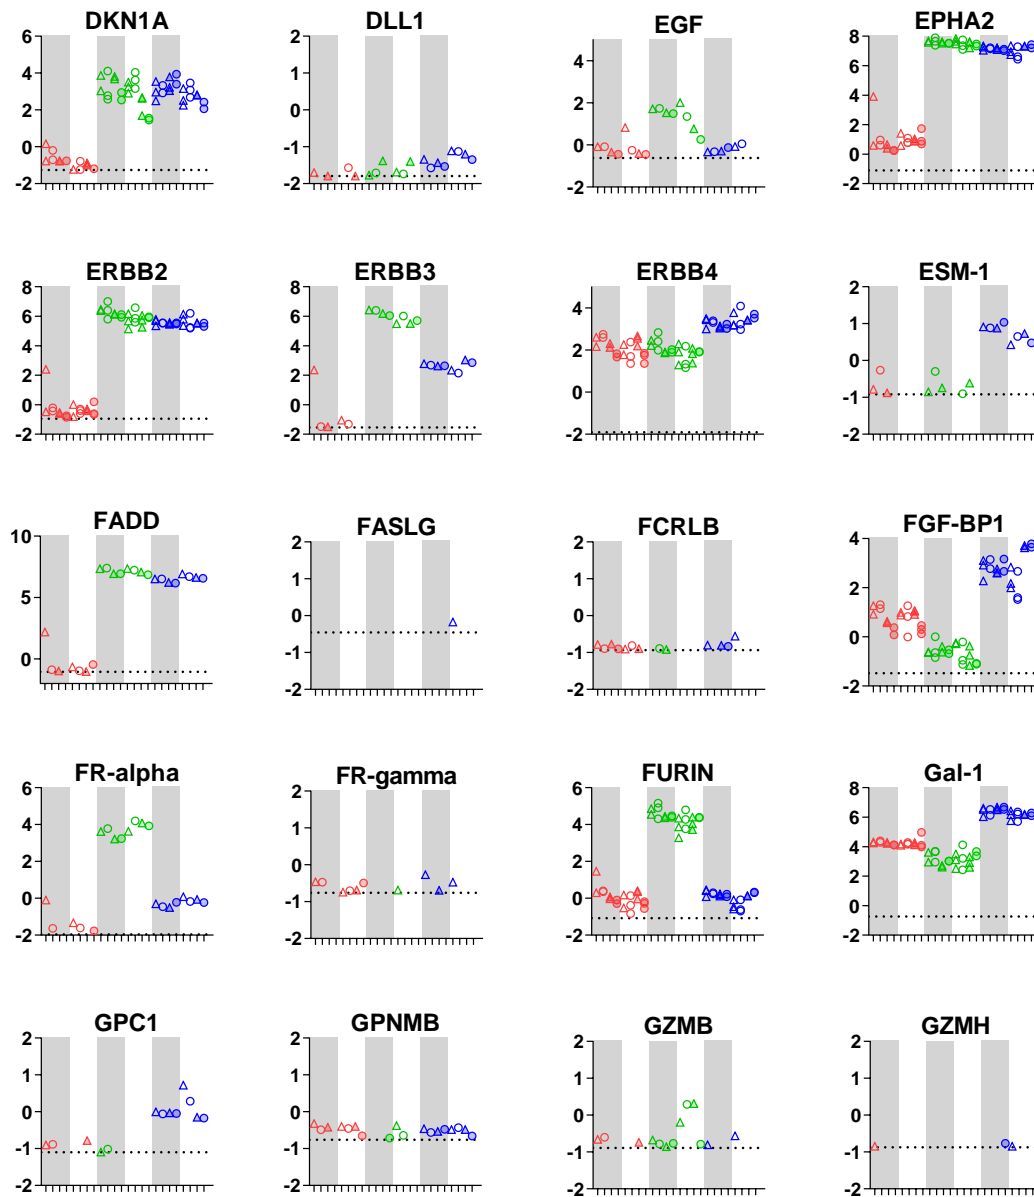 DKN1A DLL1 EGF EPHA2
6 2 4 8
4 1 6
2 0 2 4
0 -1 0 2
-2 -2 -2 0
-2
ERBB2 ERBB3 ERBB4 ESM-1
8 8 4 2
6 6 2 1
4 4 0 0
2 2 -2 -1
0 0 -2
-2 -2
FADD FASLG FCRLB FGF-BP1
10 2 2 4
5 1 1 2
0 0 0 0
-1 -1 -2
-2 -2
FR-alpha FR-gamma FURIN Gal-1
6 2 6 8
4 1 4 6
2 0 2 4
0 -1 0 2
-2 -2 -2 0
-2
GPC1 GPNMB GZMB GZMH
2 2 2 2
1 1 1 1
0 0 0 0
-1 -1 -1 -1
-2 -2 -2 -2